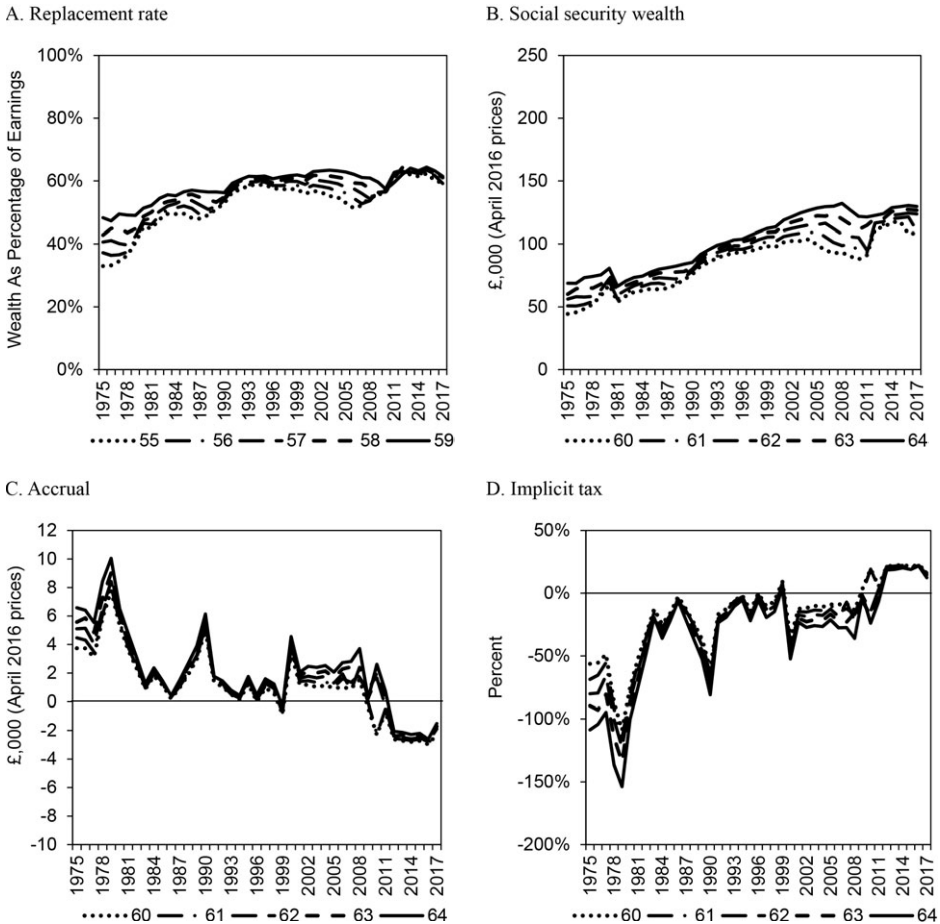 A. Replacement rate
Wealth As Percentage of Earnings
100%
80%
60%
40%
20%
0%
1975 1978 1981 1984 1987 1990 1993 1996 1999 2002 2005 2008 2011 2014 2017
55 56 57 58 59
B. Social security wealth
£,000 (April 2016 prices)
250
200
150
100
50
0
1975 1978 1981 1984 1987 1990 1993 1996 1999 2002 2005 2008 2011 2014 2017
60 61 62 63 64
C. Accrual
£,000 (April 2016 prices)
12
10
8
6
4
2
0
-2
-4
-6
-8
-10
1975 1978 1981 1984 1987 1990 1993 1996 1999 2002 2005 2008 2011 2014 2017
60 61 62 63 64
D. Implicit tax
Percent
50%
0%
-50%
-100%
-150%
-200%
1975 1978 1981 1984 1987 1990 1993 1996 1999 2002 2005 2008 2011 2014 2017
60 61 62 63 64